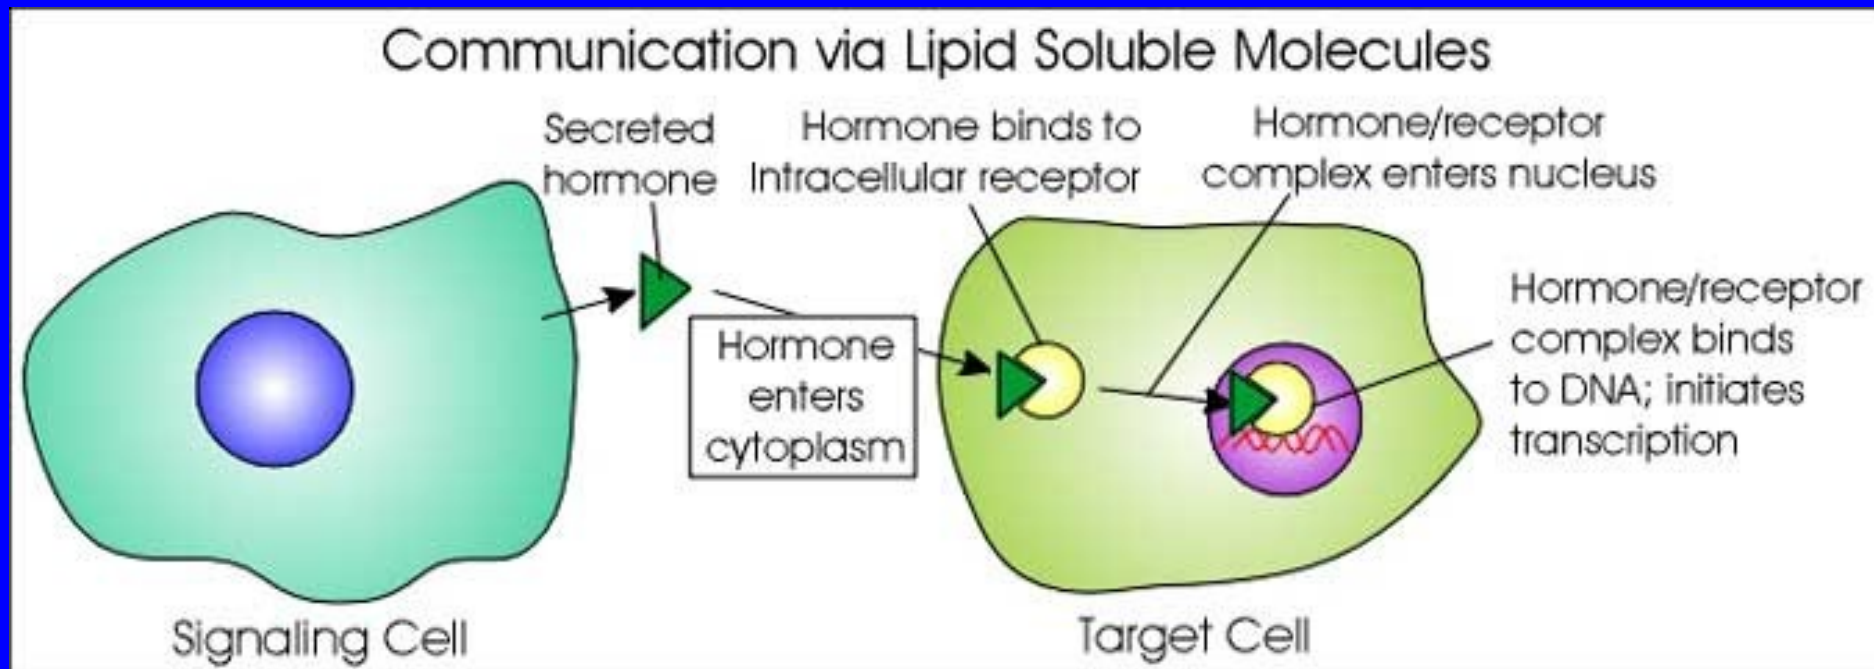 Communication via Lipid Soluble Molecules
Secreted
hormone
Hormone binds to
Intracellular receptor
Hormone/receptor
complex enters nucleus
Hormone
enters
cytoplasm
Hormone/receptor
complex binds
to DNA; initiates
transcription
Signaling Cell
Target Cell